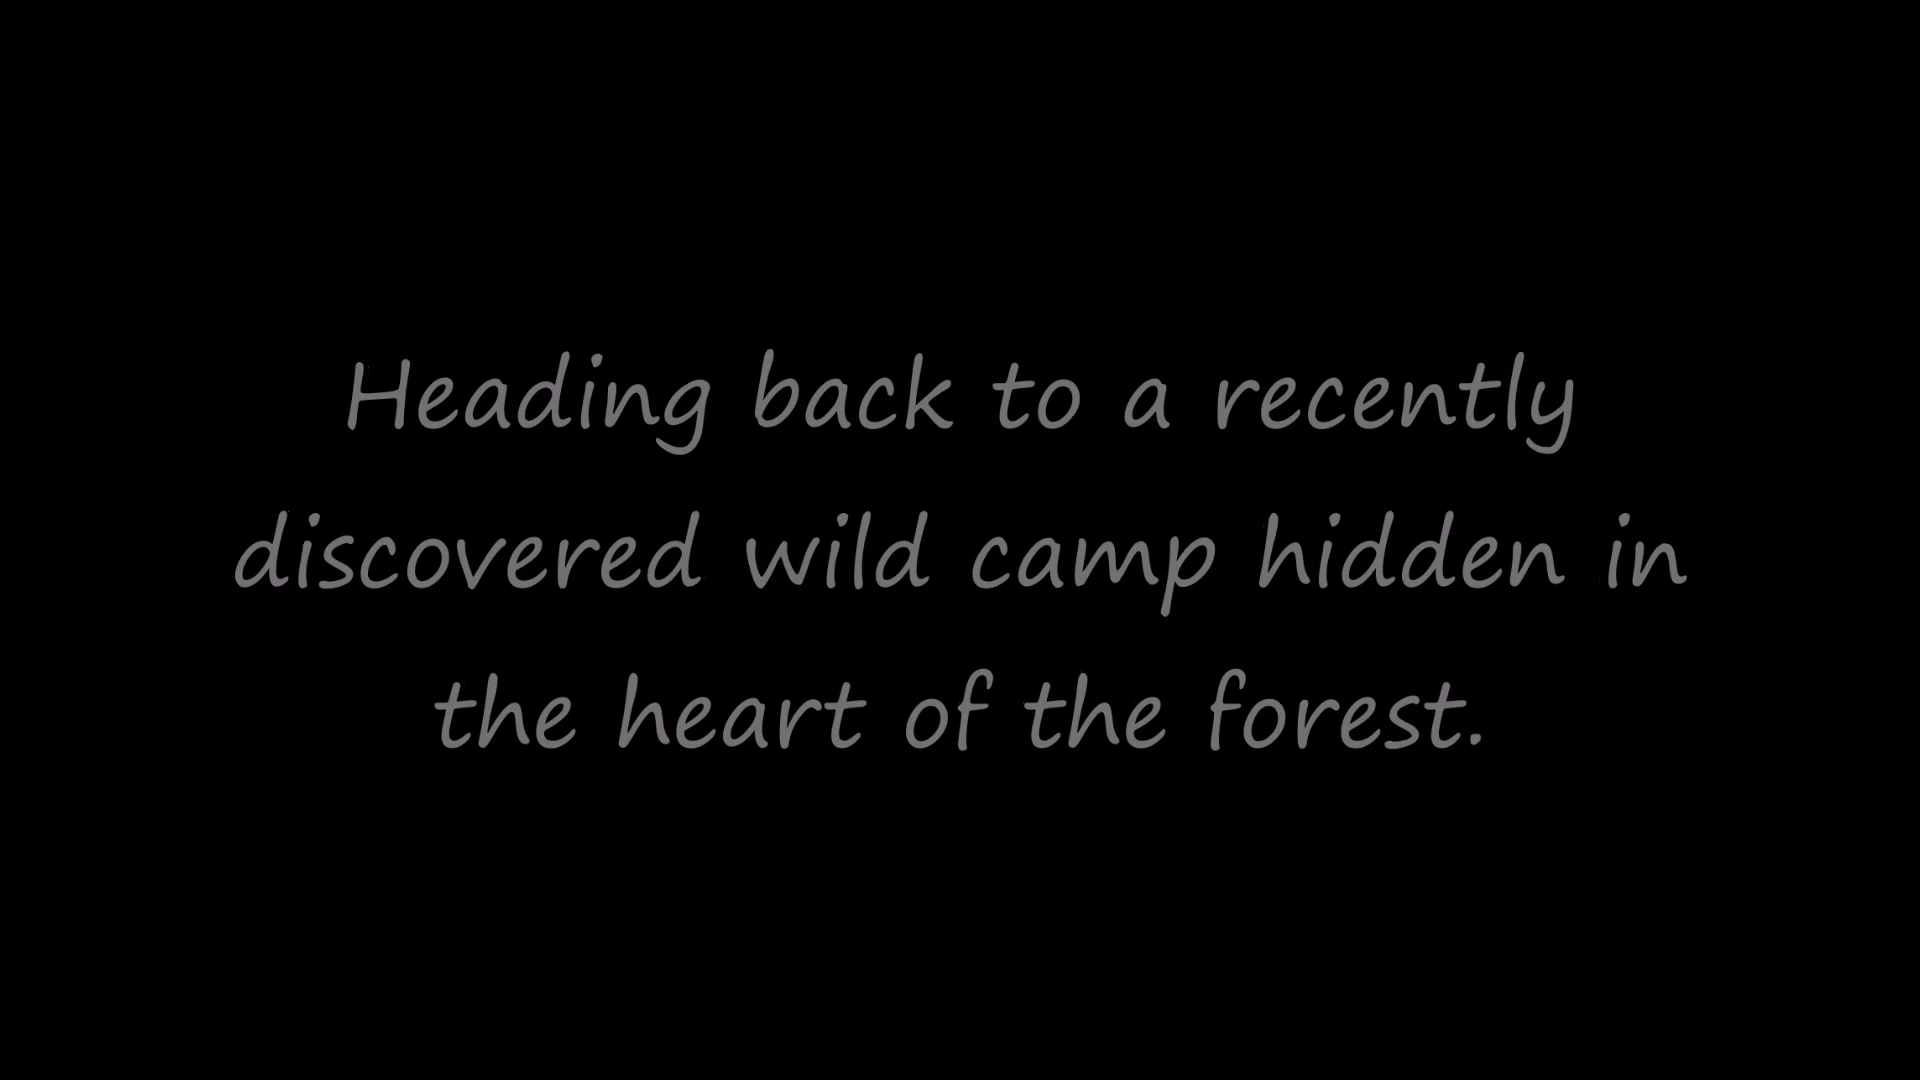 Heading back to a recently
discovered wild camp hidden in
the heart of the forest.